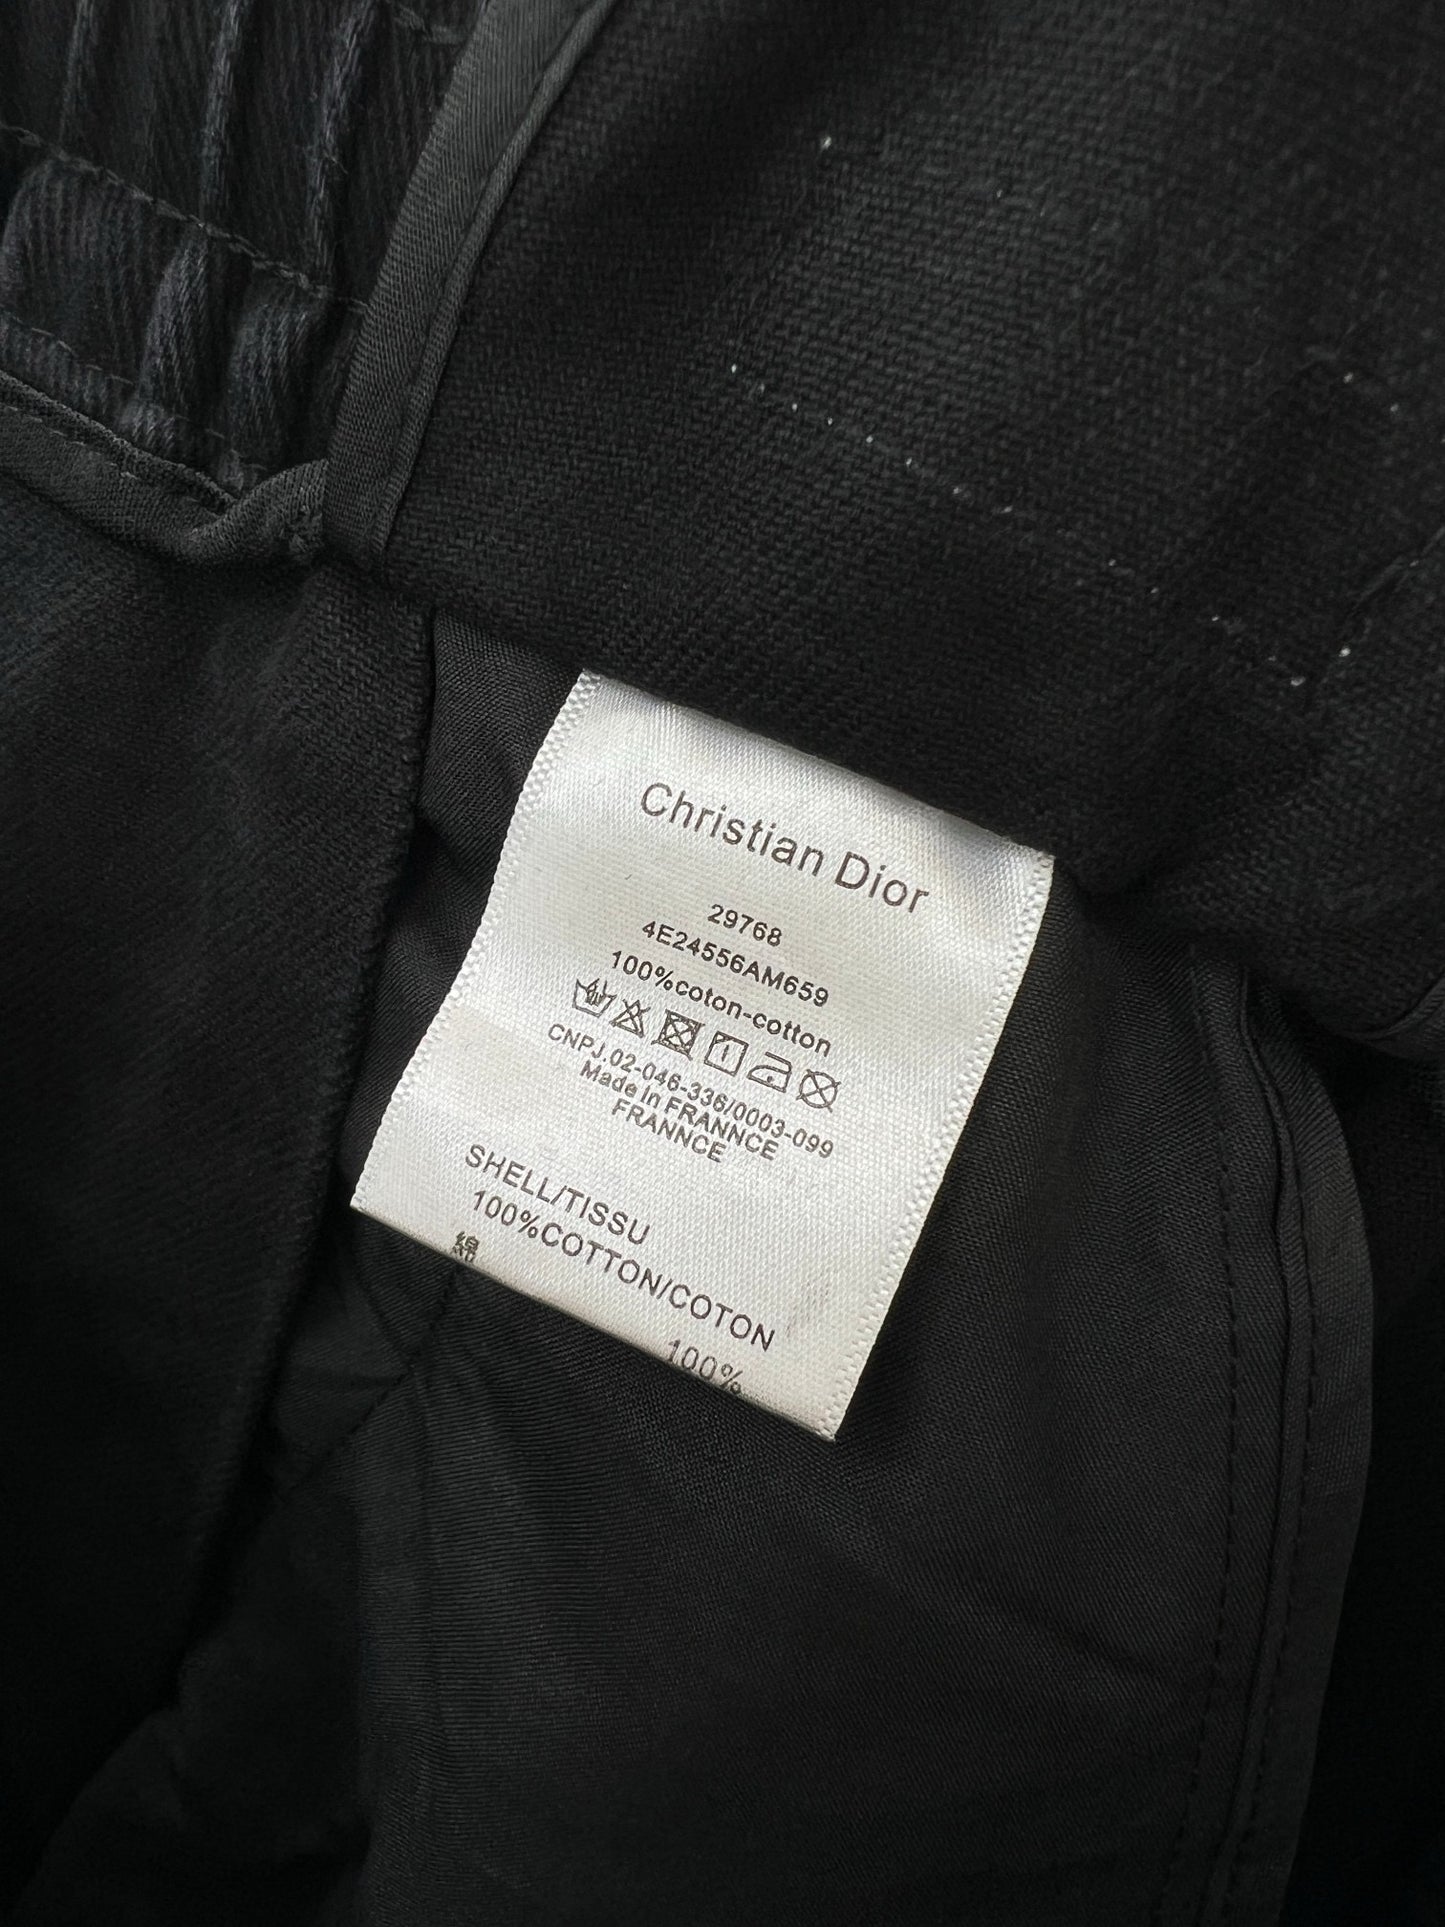 Christian Dior
29768
4E24556AM659
100%coton-cotton
CNPJ.02-046-336/0003-099
Made in FRANNCE
FRANNCE
SHELL/TISSU
100%COTTON/COTON
綿 100%